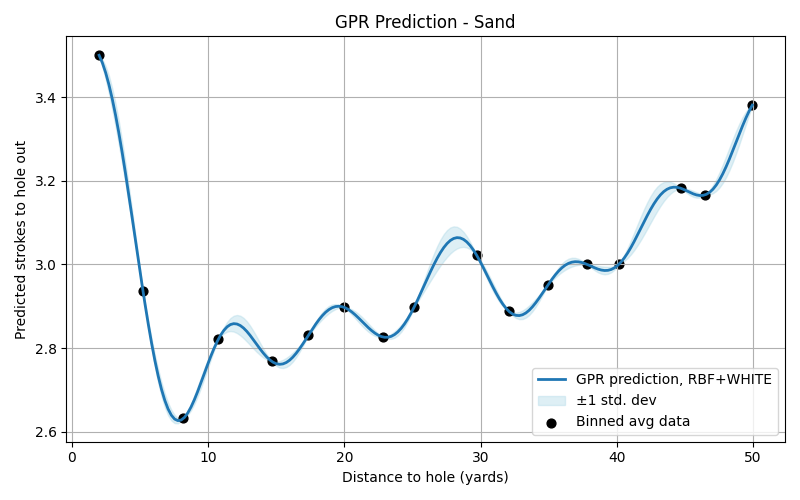 GPR Prediction - Sand
Predicted strokes to hole out
3.4
3.2
3.0
2.8
2.6
0 10 20 30 40 50
Distance to hole (yards)
GPR prediction, RBF+WHITE
±1 std. dev
Binned avg data